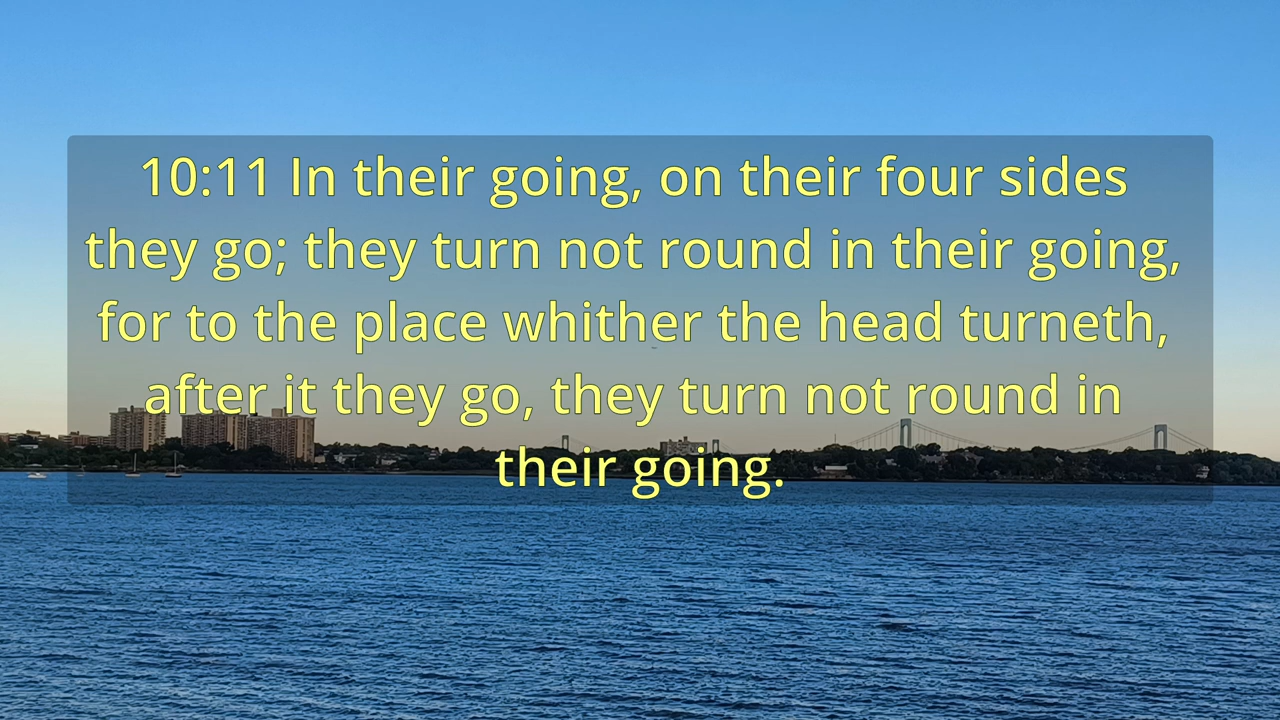 10:11 In their going, on their four sides
they go; they turn not round in their going,
for to the place whither the head turneth,
after it they go, they turn not round in
their going.